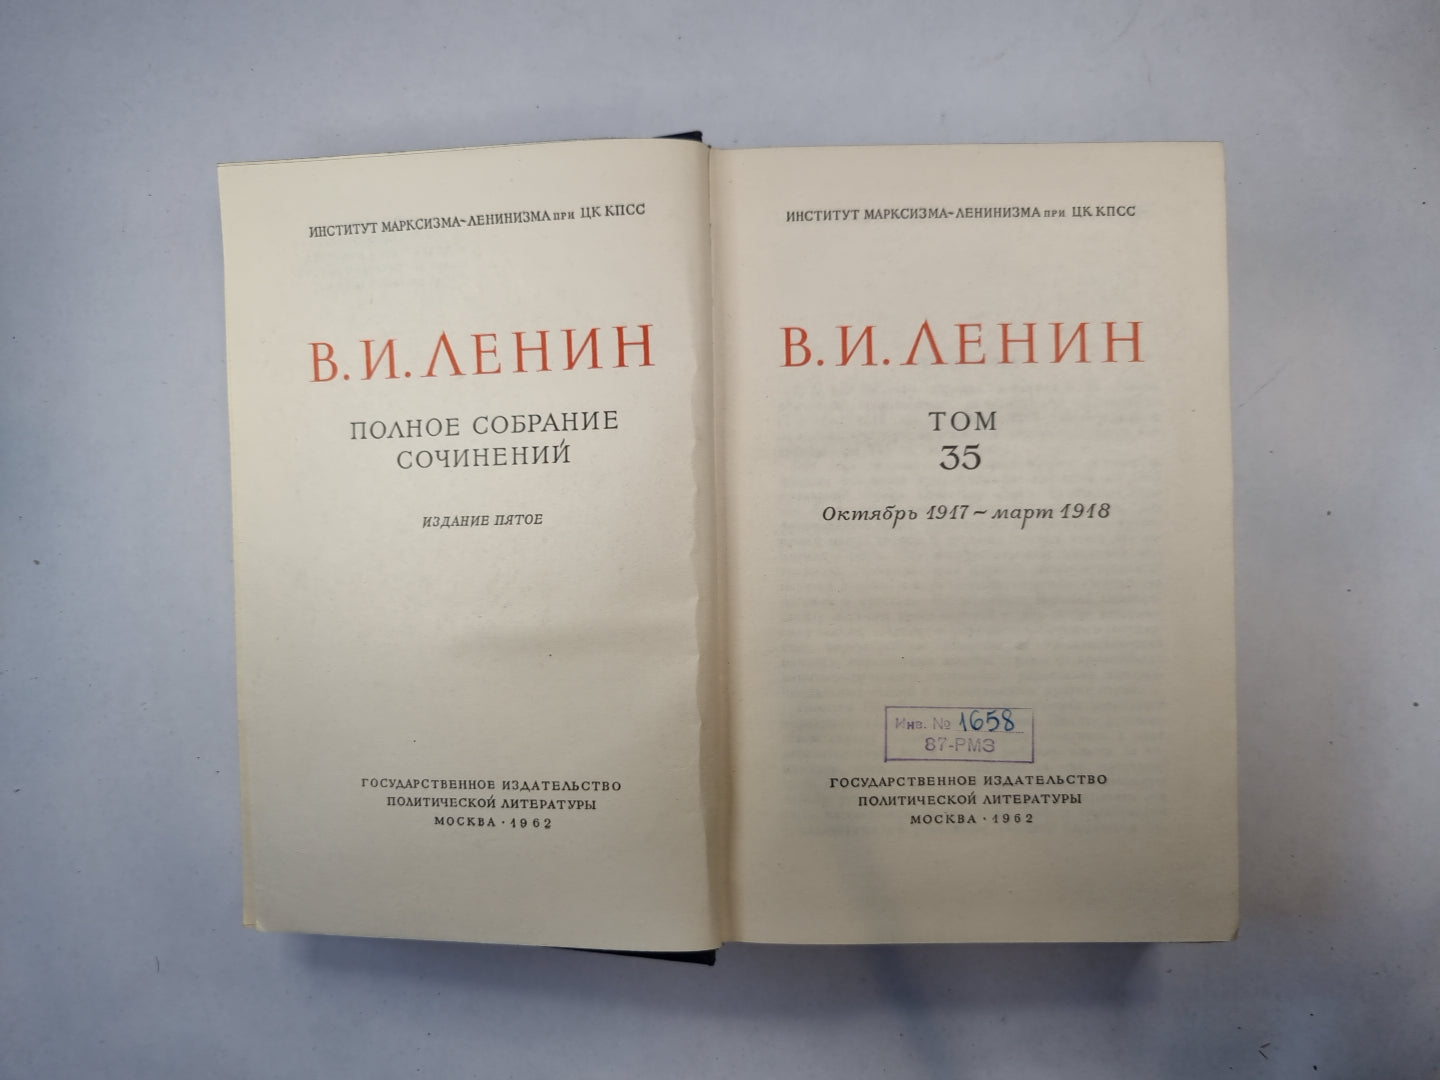 ИНСТИТУТ МАРКСИЗМА-ЛЕНИНИЗМА при ЦК КПСС
В. И. ЛЕНИН
ПОЛНОЕ СОБРАНИЕ
СОЧИНЕНИЙ
ИЗДАНИЕ ПЯТОЕ
ГОСУДАРСТВЕННОЕ ИЗДАТЕЛЬСТВО
ПОЛИТИЧЕСКОЙ ЛИТЕРАТУРЫ
МОСКВА · 1962
ИНСТИТУТ МАРКСИЗМА-ЛЕНИНИЗМА при ЦК КПСС
В. И. ЛЕНИН
ТОМ
35
Октябрь 1917 ~ март 1918
Инв. № 1658
87-РМЗ
ГОСУДАРСТВЕННОЕ ИЗДАТЕЛЬСТВО
ПОЛИТИЧЕСКОЙ ЛИТЕРАТУРЫ
МОСКВА · 1962